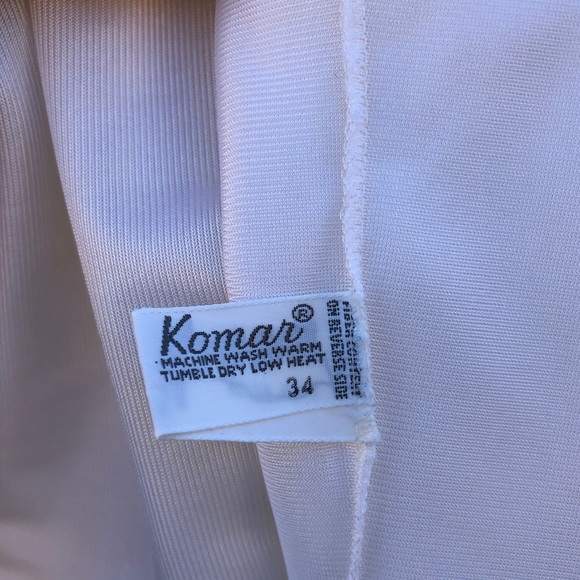 Komar®
MACHINE WASH WARM
TUMBLE DRY LOW HEAT
34
FIBER CONTENT
ON REVERSE SIDE